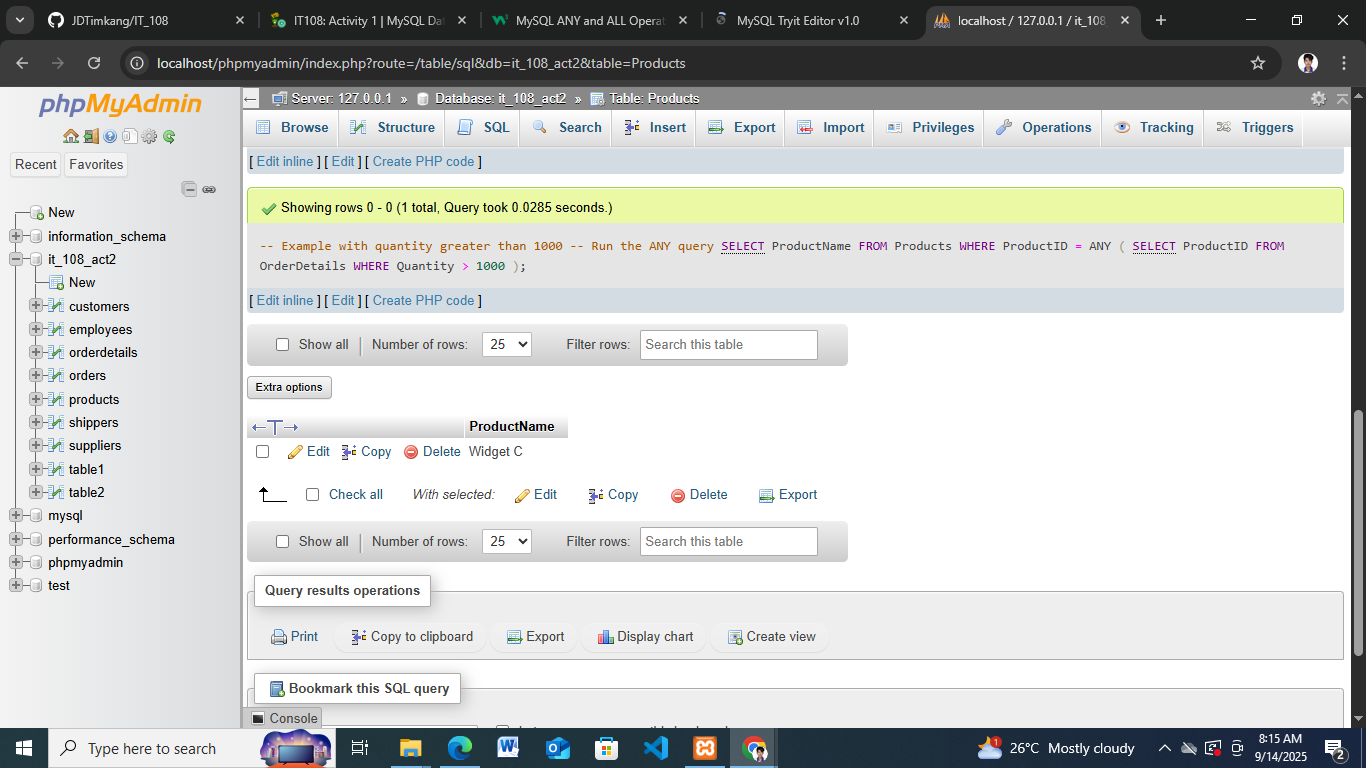 JDTimkang/IT_108
IT108: Activity 1 | MySQL Dat
MySQL ANY and ALL Operat
MySQL Tryit Editor v1.0
localhost / 127.0.0.1 / it_108
localhost/phpmyadmin/index.php?route=/table/sql&db=it_108_act2&table=Products
phpMyAdmin
Recent
Favorites
New
information_schema
it_108_act2
New
customers
employees
orderdetails
orders
products
shippers
suppliers
table1
table2
mysql
performance_schema
phpmyadmin
test
Server: 127.0.0.1 » Database: it_108_act2 » Table: Products
Browse
Structure
SQL
Search
Insert
Export
Import
Privileges
Operations
Tracking
Triggers
[ Edit inline ] [ Edit ] [ Create PHP code ]
Showing rows 0 - 0 (1 total, Query took 0.0285 seconds.)
-- Example with quantity greater than 1000 -- Run the ANY query SELECT ProductName FROM Products WHERE ProductID = ANY ( SELECT ProductID FROM
OrderDetails WHERE Quantity > 1000 );
[ Edit inline ] [ Edit ] [ Create PHP code ]
Show all | Number of rows: 25 Filter rows: Search this table
Extra options
ProductName
Edit Copy Delete Widget C
Check all With selected: Edit Copy Delete Export
Show all | Number of rows: 25 Filter rows: Search this table
Query results operations
Print Copy to clipboard Export Display chart Create view
Bookmark this SQL query
Console
Type here to search
26°C Mostly cloudy
8:15 AM
9/14/2025
2